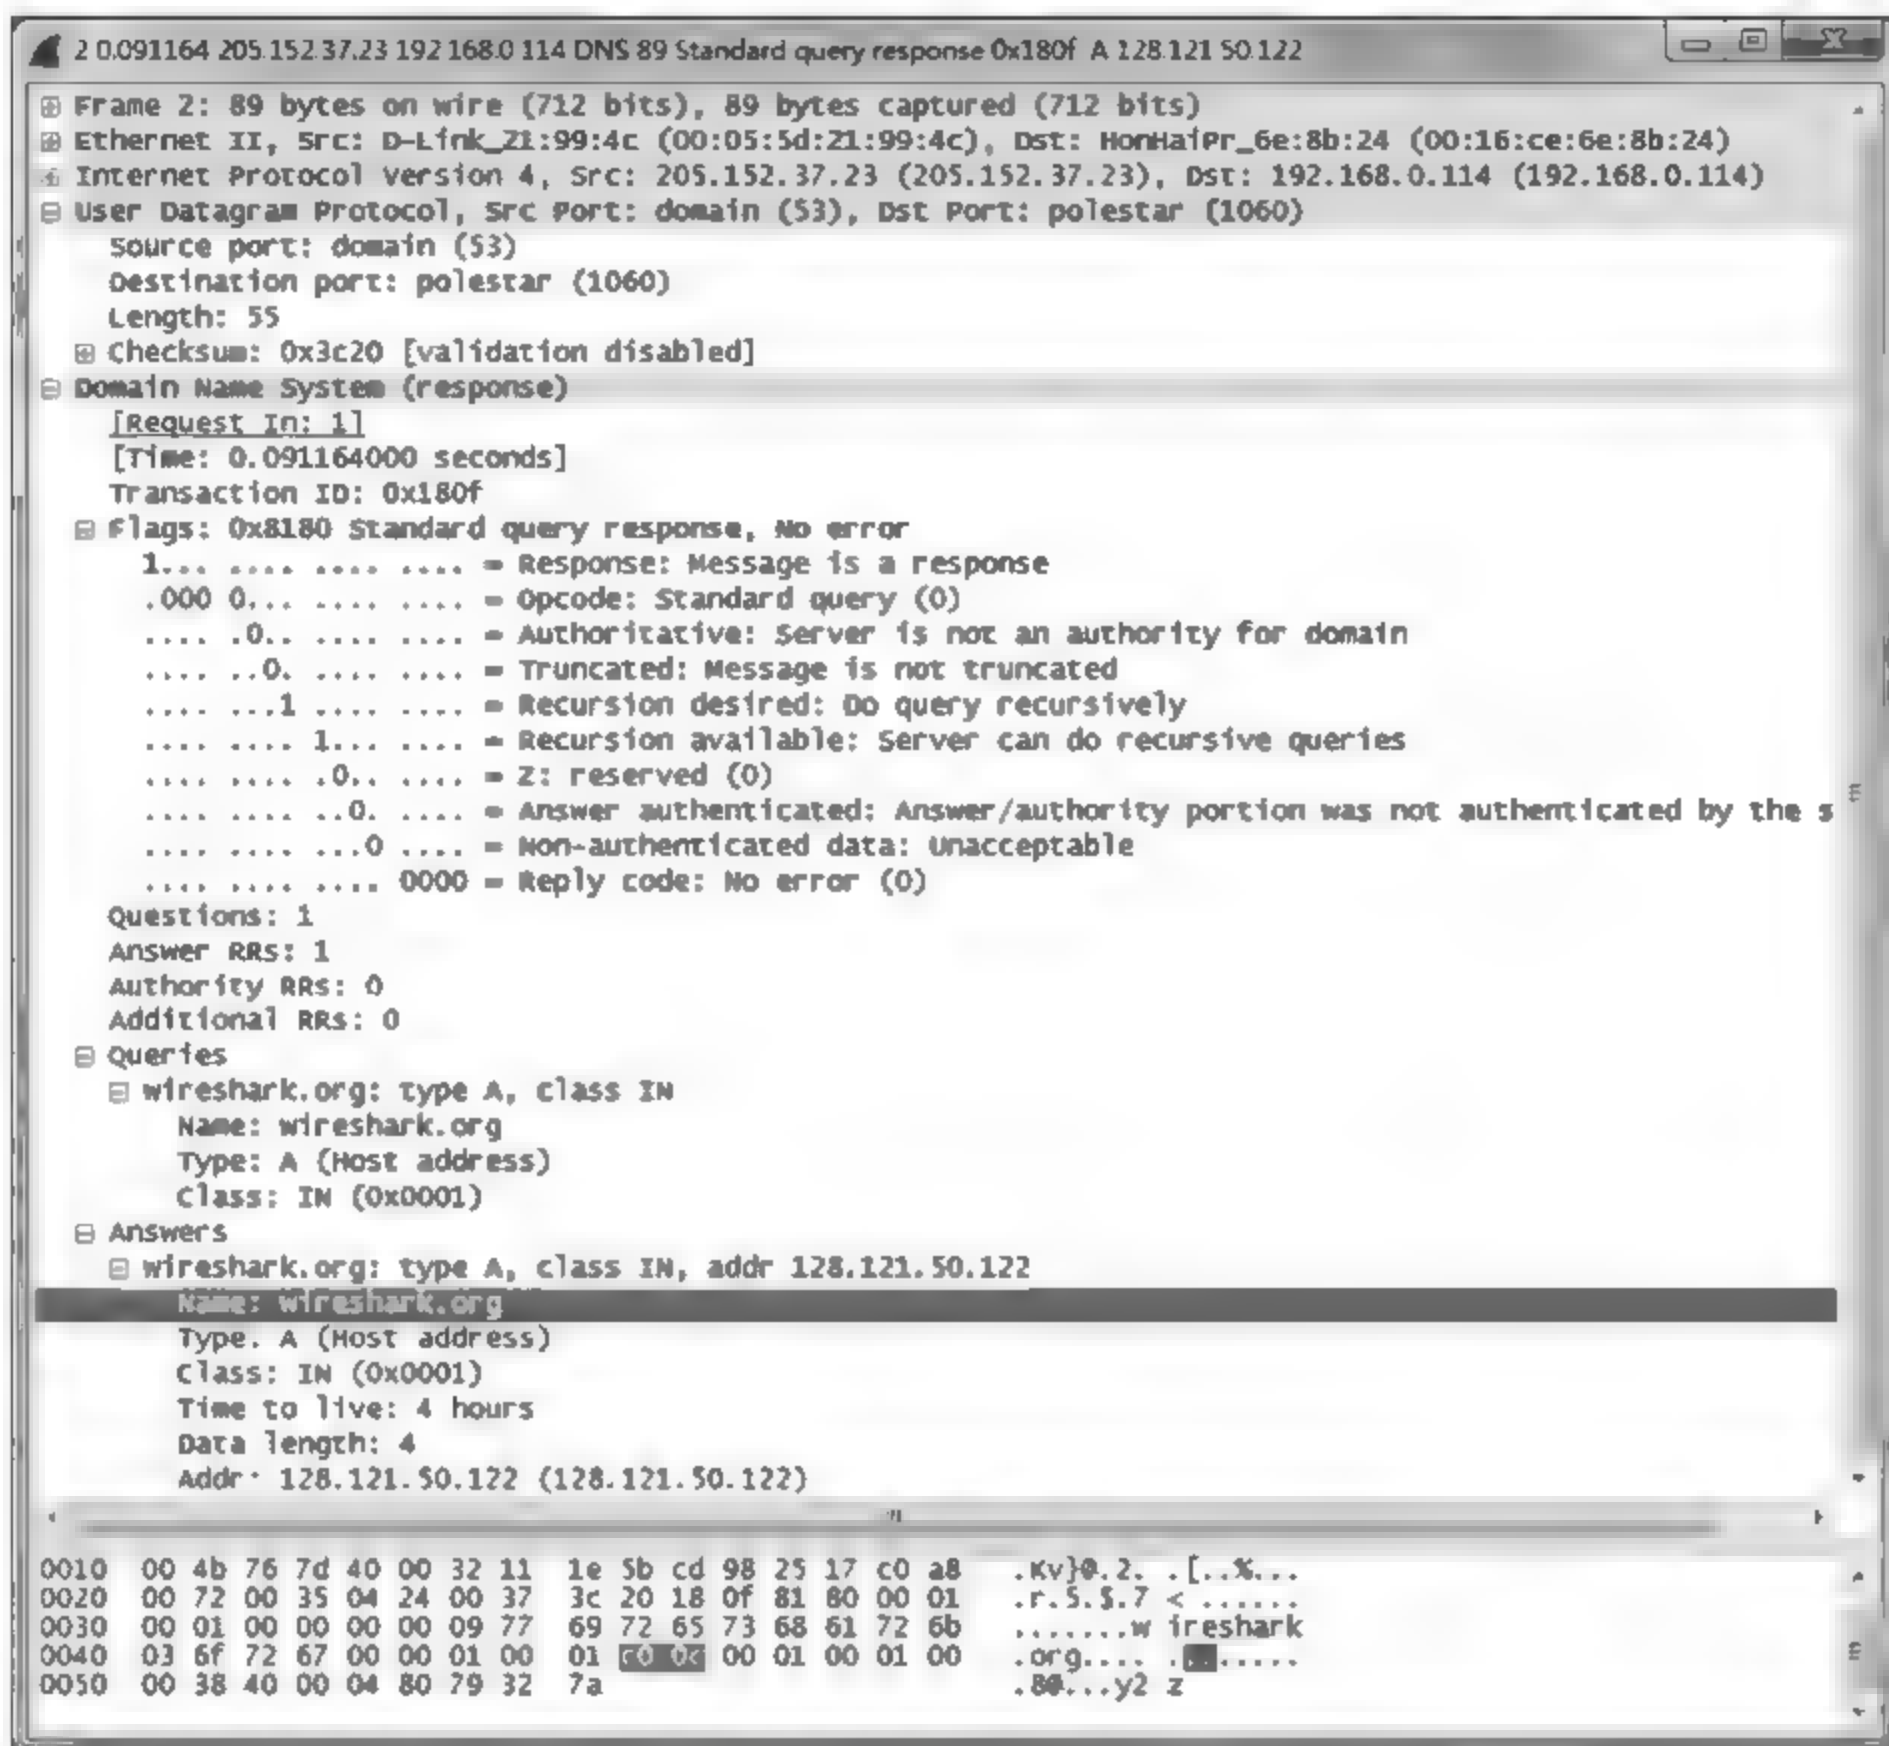 2 0.091164 205.152.37.23 192.168.0.114 DNS 89 Standard query response 0x180f A 128.121.50.122
Frame 2: 89 bytes on wire (712 bits), 89 bytes captured (712 bits)
Ethernet II, Src: D-Link_21:99:4c (00:05:5d:21:99:4c), Dst: HonHaiPr_6e:8b:24 (00:16:ce:6e:8b:24)
Internet Protocol Version 4, Src: 205.152.37.23 (205.152.37.23), Dst: 192.168.0.114 (192.168.0.114)
User Datagram Protocol, Src Port: domain (53), Dst Port: polestar (1060)
Source port: domain (53)
Destination port: polestar (1060)
Length: 55
Checksum: 0x3c20 [validation disabled]
Domain Name System (response)
[Request In: 1]
[Time: 0.091164000 seconds]
Transaction ID: 0x180f
Flags: 0x8180 Standard query response, No error
1... .... .... .... = Response: Message is a response
.000 0... .... .... = Opcode: Standard query (0)
.... .0.. .... .... = Authoritative: Server is not an authority for domain
.... ..0. .... .... = Truncated: Message is not truncated
.... ...1 .... .... = Recursion desired: Do query recursively
.... .... 1... .... = Recursion available: Server can do recursive queries
.... .... .0.. .... = Z: reserved (0)
.... .... ..0. .... = Answer authenticated: Answer/authority portion was not authenticated by the s
.... .... ...0 .... = Non-authenticated data: Unacceptable
.... .... .... 0000 = Reply code: No error (0)
Questions: 1
Answer RRs: 1
Authority RRs: 0
Additional RRs: 0
Queries
wireshark.org: type A, class IN
Name: wireshark.org
Type: A (Host address)
Class: IN (0x0001)
Answers
wireshark.org: type A, class IN, addr 128.121.50.122
Name: wireshark.org
Type: A (Host address)
Class: IN (0x0001)
Time to live: 4 hours
Data length: 4
Addr: 128.121.50.122 (128.121.50.122)
0010 00 4b 76 7d 40 00 32 11 1e 5b cd 98 25 17 c0 a8 .Kv}@.2. .[..%...
0020 00 72 00 35 04 24 00 37 3c 20 18 0f 81 80 00 01 .r.5.$.7 < ......
0030 00 01 00 00 00 00 09 77 69 72 65 73 68 61 72 6b .......w ireshark
0040 03 6f 72 67 00 00 01 00 01 c0 0c 00 01 00 01 00 .org.... ........
0050 00 38 40 00 04 80 79 32 7a .8@...y2 z